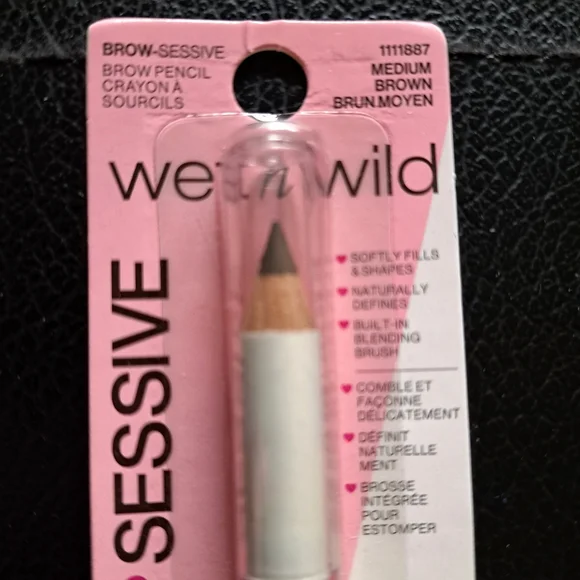 BROW-SESSIVE
BROW PENCIL
CRAYON À
SOURCILS
1111887
MEDIUM
BROWN
BRUN MOYEN
wet n wild
SESSIVE
SOFTLY FILLS
& SHAPES
NATURALLY
DEFINES
BUILT-IN
BLENDING
BRUSH
COMBLE ET
FAÇONNE
DÉLICATEMENT
DÉFINIT
NATURELLE
MENT
BROSSE
INTÉGRÉE
POUR
ESTOMPER